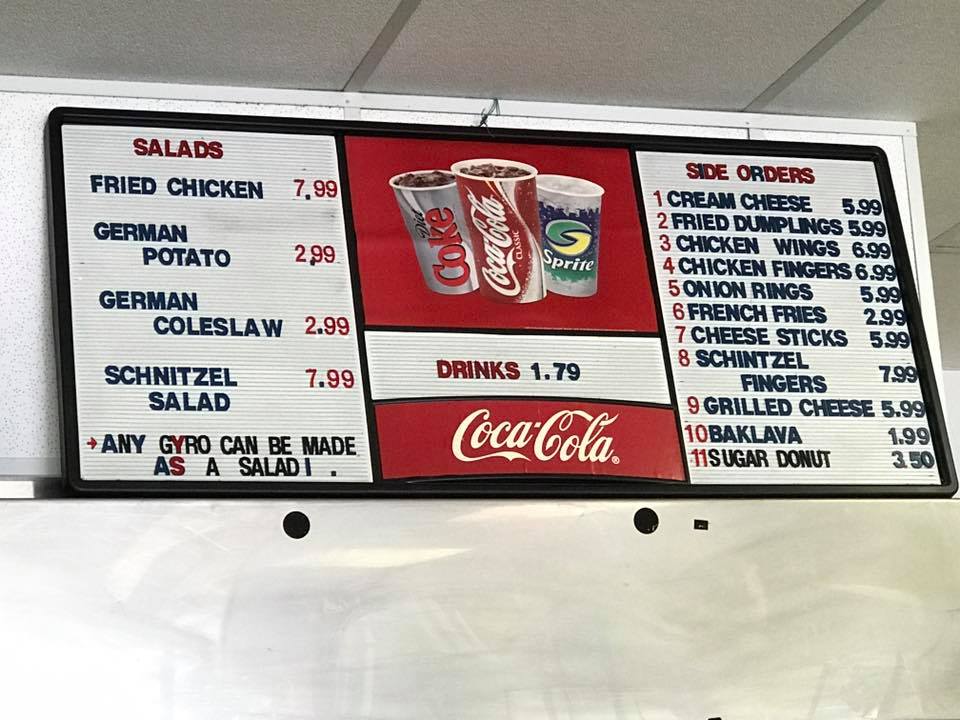 SALADS
FRIED CHICKEN 7,99
GERMAN
POTATO 2,99
GERMAN
COLESLAW 2.99
SCHNITZEL 7.99
SALAD
→ANY GYRO CAN BE MADE
AS A SALAD! .
Diet Coke
Coca-Cola
CLASSIC
Sprite
DRINKS 1.79
Coca-Cola®
SIDE ORDERS
1 CREAM CHEESE 5.99
2 FRIED DUMPLINGS 5.99
3 CHICKEN WINGS 6.99
4 CHICKEN FINGERS 6.99
5 ONION RINGS 5.99
6 FRENCH FRIES 2.99
7 CHEESE STICKS 5.99
8 SCHINTZEL 7.99
FINGERS
9 GRILLED CHEESE 5.99
10 BAKLAVA 1.99
11 SUGAR DONUT 3.50